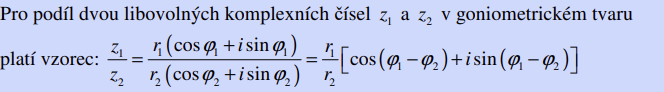 Pro podíl dvou libovolných komplexních čísel z₁ a z₂ v goniometrickém tvaru
platí vzorec: z₁/z₂ = r₁(cos φ₁ + i sin φ₁)/r₂(cos φ₂ + i sin φ₂) = r₁/r₂ [cos(φ₁ − φ₂) + i sin(φ₁ − φ₂)]